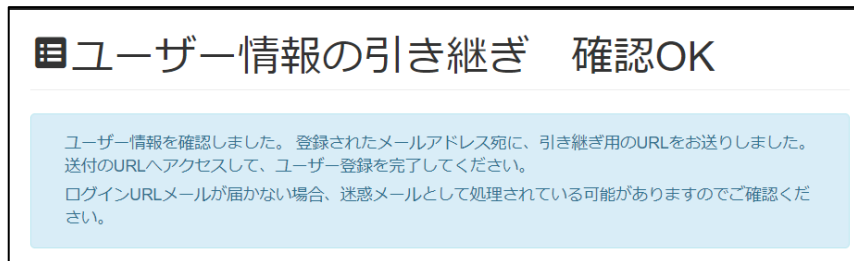 ユーザー情報の引き継ぎ　確認OK
ユーザー情報を確認しました。 登録されたメールアドレス宛に、引き継ぎ用のURLをお送りしました。
送付のURLへアクセスして、ユーザー登録を完了してください。
ログインURLメールが届かない場合、迷惑メールとして処理されている可能性がありますのでご確認くだ
さい。